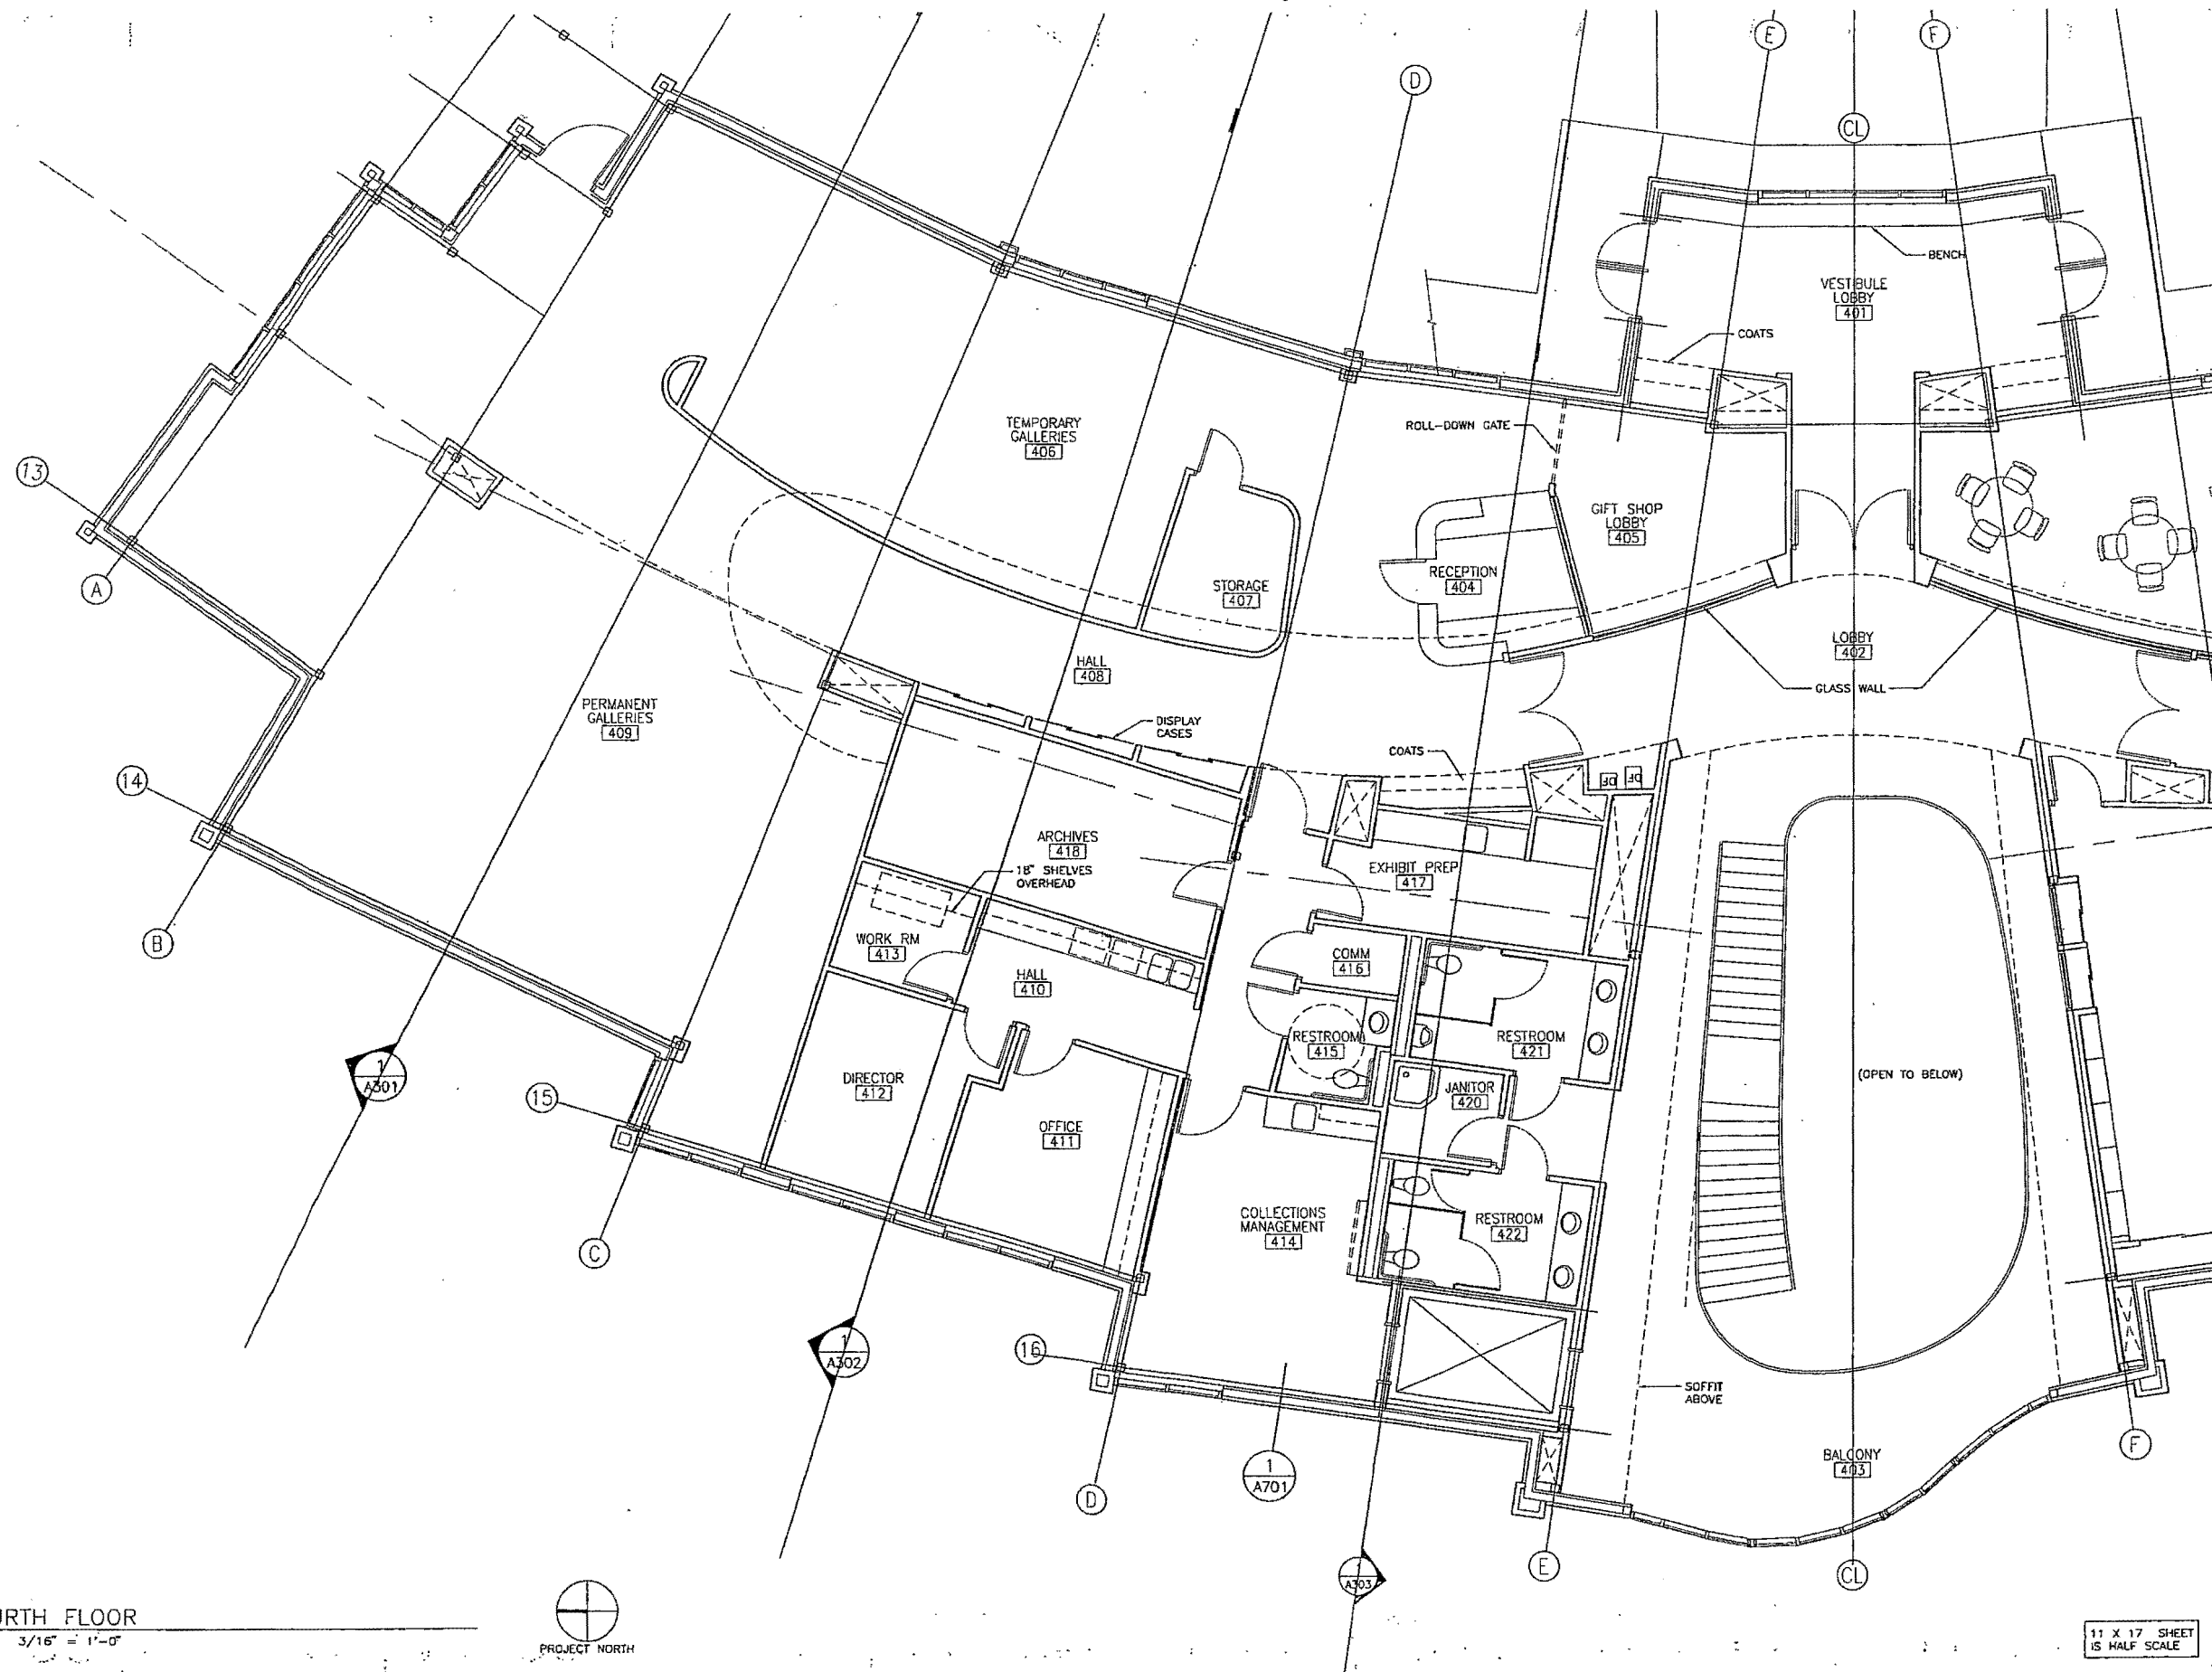 E
F
D
CL
BENCH
VESTIBULE
LOBBY
401
COATS
TEMPORARY
GALLERIES
406
ROLL-DOWN GATE
13
GIFT SHOP
LOBBY
405
A
STORAGE
407
RECEPTION
404
LOBBY
402
HALL
408
GLASS WALL
PERMANENT
GALLERIES
409
DISPLAY
CASES
COATS
14
DF
DF
ARCHIVES
418
18" SHELVES
OVERHEAD
EXHIBIT PREP
417
B
WORK RM
413
COMM
416
HALL
410
RESTROOM
415
RESTROOM
421
1
A301
DIRECTOR
412
JANITOR
420
(OPEN TO BELOW)
15
OFFICE
411
COLLECTIONS
MANAGEMENT
414
RESTROOM
422
C
1
A302
16
SOFFIT
ABOVE
BALCONY
403
F
1
A701
D
E
CL
1
A303
URTH FLOOR
3/16" = 1'-0"
PROJECT NORTH
11 X 17 SHEET
IS HALF SCALE